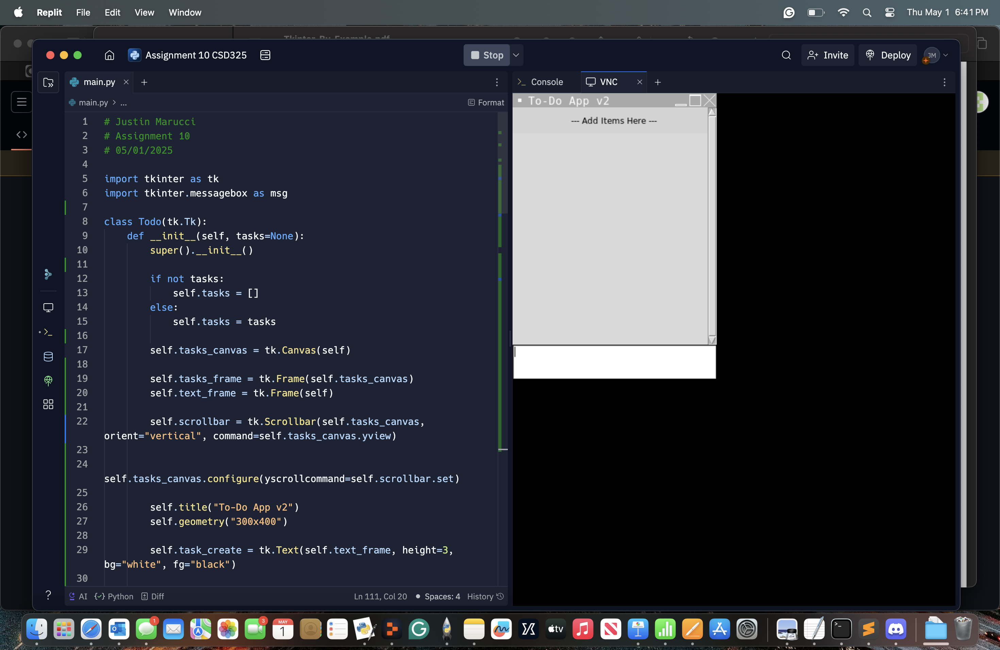 Replit File Edit View Window Thu May 1 6:41 PM
Tkinter_By_Example.pdf
Assignment 10 CSD325 Stop Invite Deploy JM
main.py
Console VNC
main.py > ... Format
To-Do App v2
--- Add Items Here ---
1 # Justin Marucci
2 # Assignment 10
3 # 05/01/2025
4
5 import tkinter as tk
6 import tkinter.messagebox as msg
7
8 class Todo(tk.Tk):
9 def __init__(self, tasks=None):
10 super().__init__()
11
12 if not tasks:
13 self.tasks = []
14 else:
15 self.tasks = tasks
16
17 self.tasks_canvas = tk.Canvas(self)
18
19 self.tasks_frame = tk.Frame(self.tasks_canvas)
20 self.text_frame = tk.Frame(self)
21
22 self.scrollbar = tk.Scrollbar(self.tasks_canvas,
orient="vertical", command=self.tasks_canvas.yview)
23
24
self.tasks_canvas.configure(yscrollcommand=self.scrollbar.set)
25
26 self.title("To-Do App v2")
27 self.geometry("300x400")
28
29 self.task_create = tk.Text(self.text_frame, height=3,
bg="white", fg="black")
30
AI Python Diff Ln 111, Col 20 Spaces: 4 History
1 3 MAY 1 tv